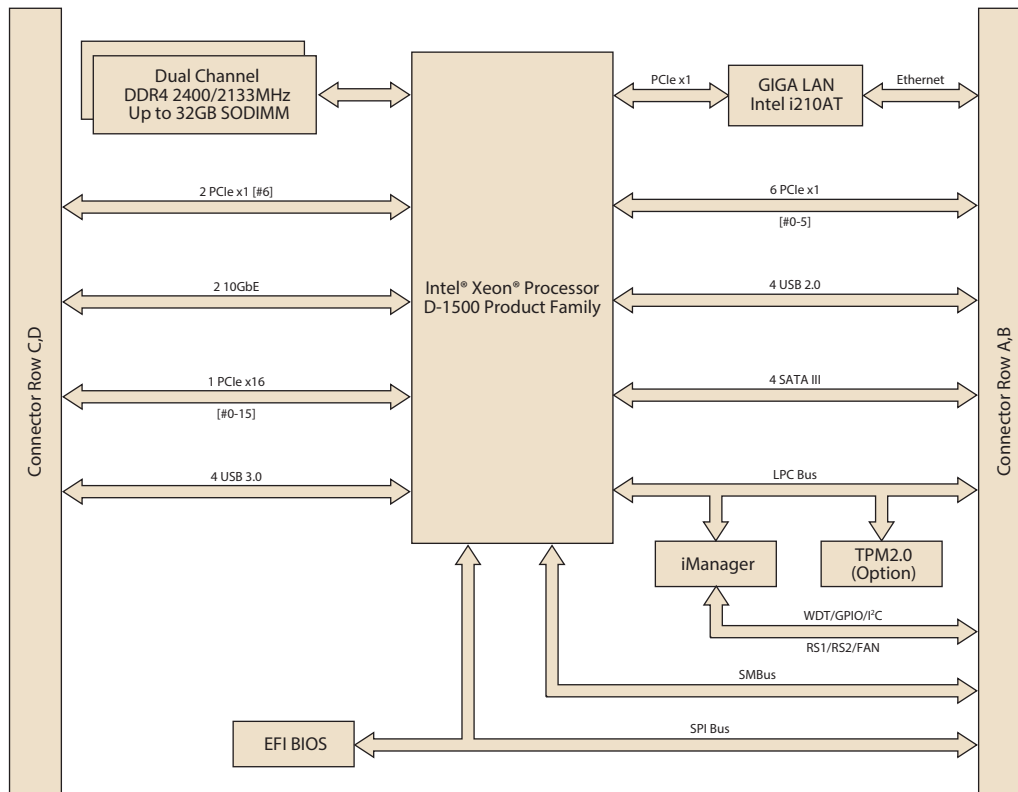 Dual Channel
DDR4 2400/2133MHz
Up to 32GB SODIMM
PCIe x1
GIGA LAN
Intel i210AT
Ethernet
2 PCIe x1 [#6]
6 PCIe x1
[#0-5]
2 10GbE
Intel® Xeon® Processor
D-1500 Product Family
4 USB 2.0
Connector Row C,D
Connector Row A,B
1 PCIe x16
[#0-15]
4 SATA III
4 USB 3.0
LPC Bus
iManager
TPM2.0
(Option)
WDT/GPIO/I²C
RS1/RS2/FAN
SMBus
EFI BIOS
SPI Bus